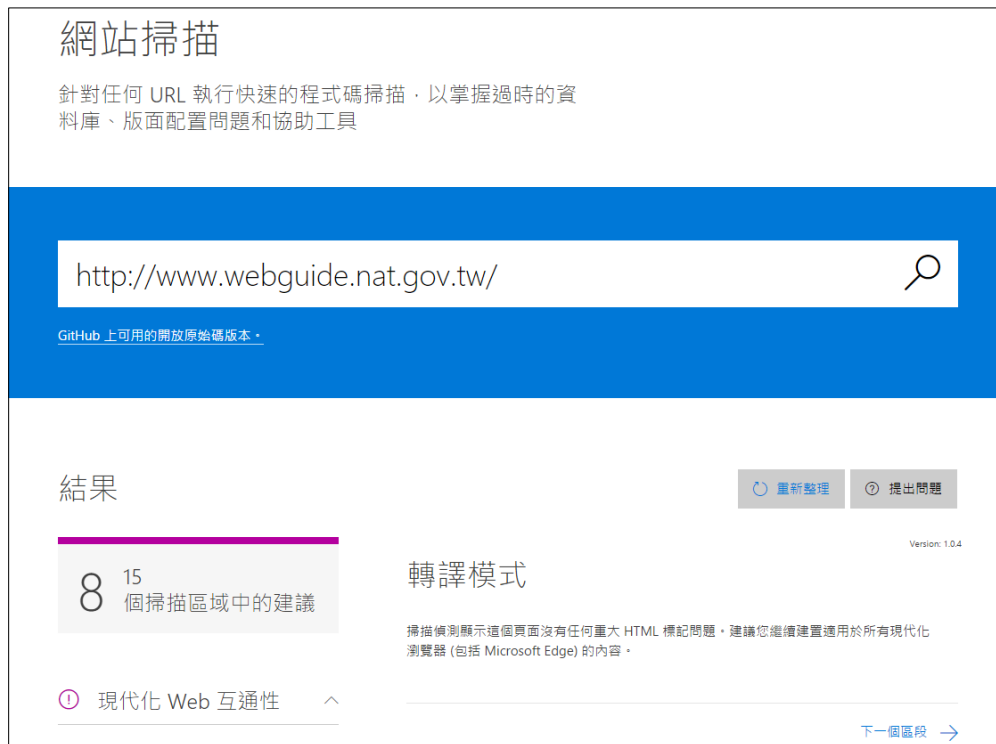 網站掃描
針對任何 URL 執行快速的程式碼掃描，以掌握過時的資
料庫、版面配置問題和協助工具
http://www.webguide.nat.gov.tw/
GitHub 上可用的開放原始碼版本。
結果
重新整理
提出問題
Version: 1.0.4
8
15
個掃描區域中的建議
轉譯模式
掃描偵測顯示這個頁面沒有任何重大 HTML 標記問題。建議您繼續建置適用於所有現代化
瀏覽器 (包括 Microsoft Edge) 的內容。
現代化 Web 互通性
下一個區段